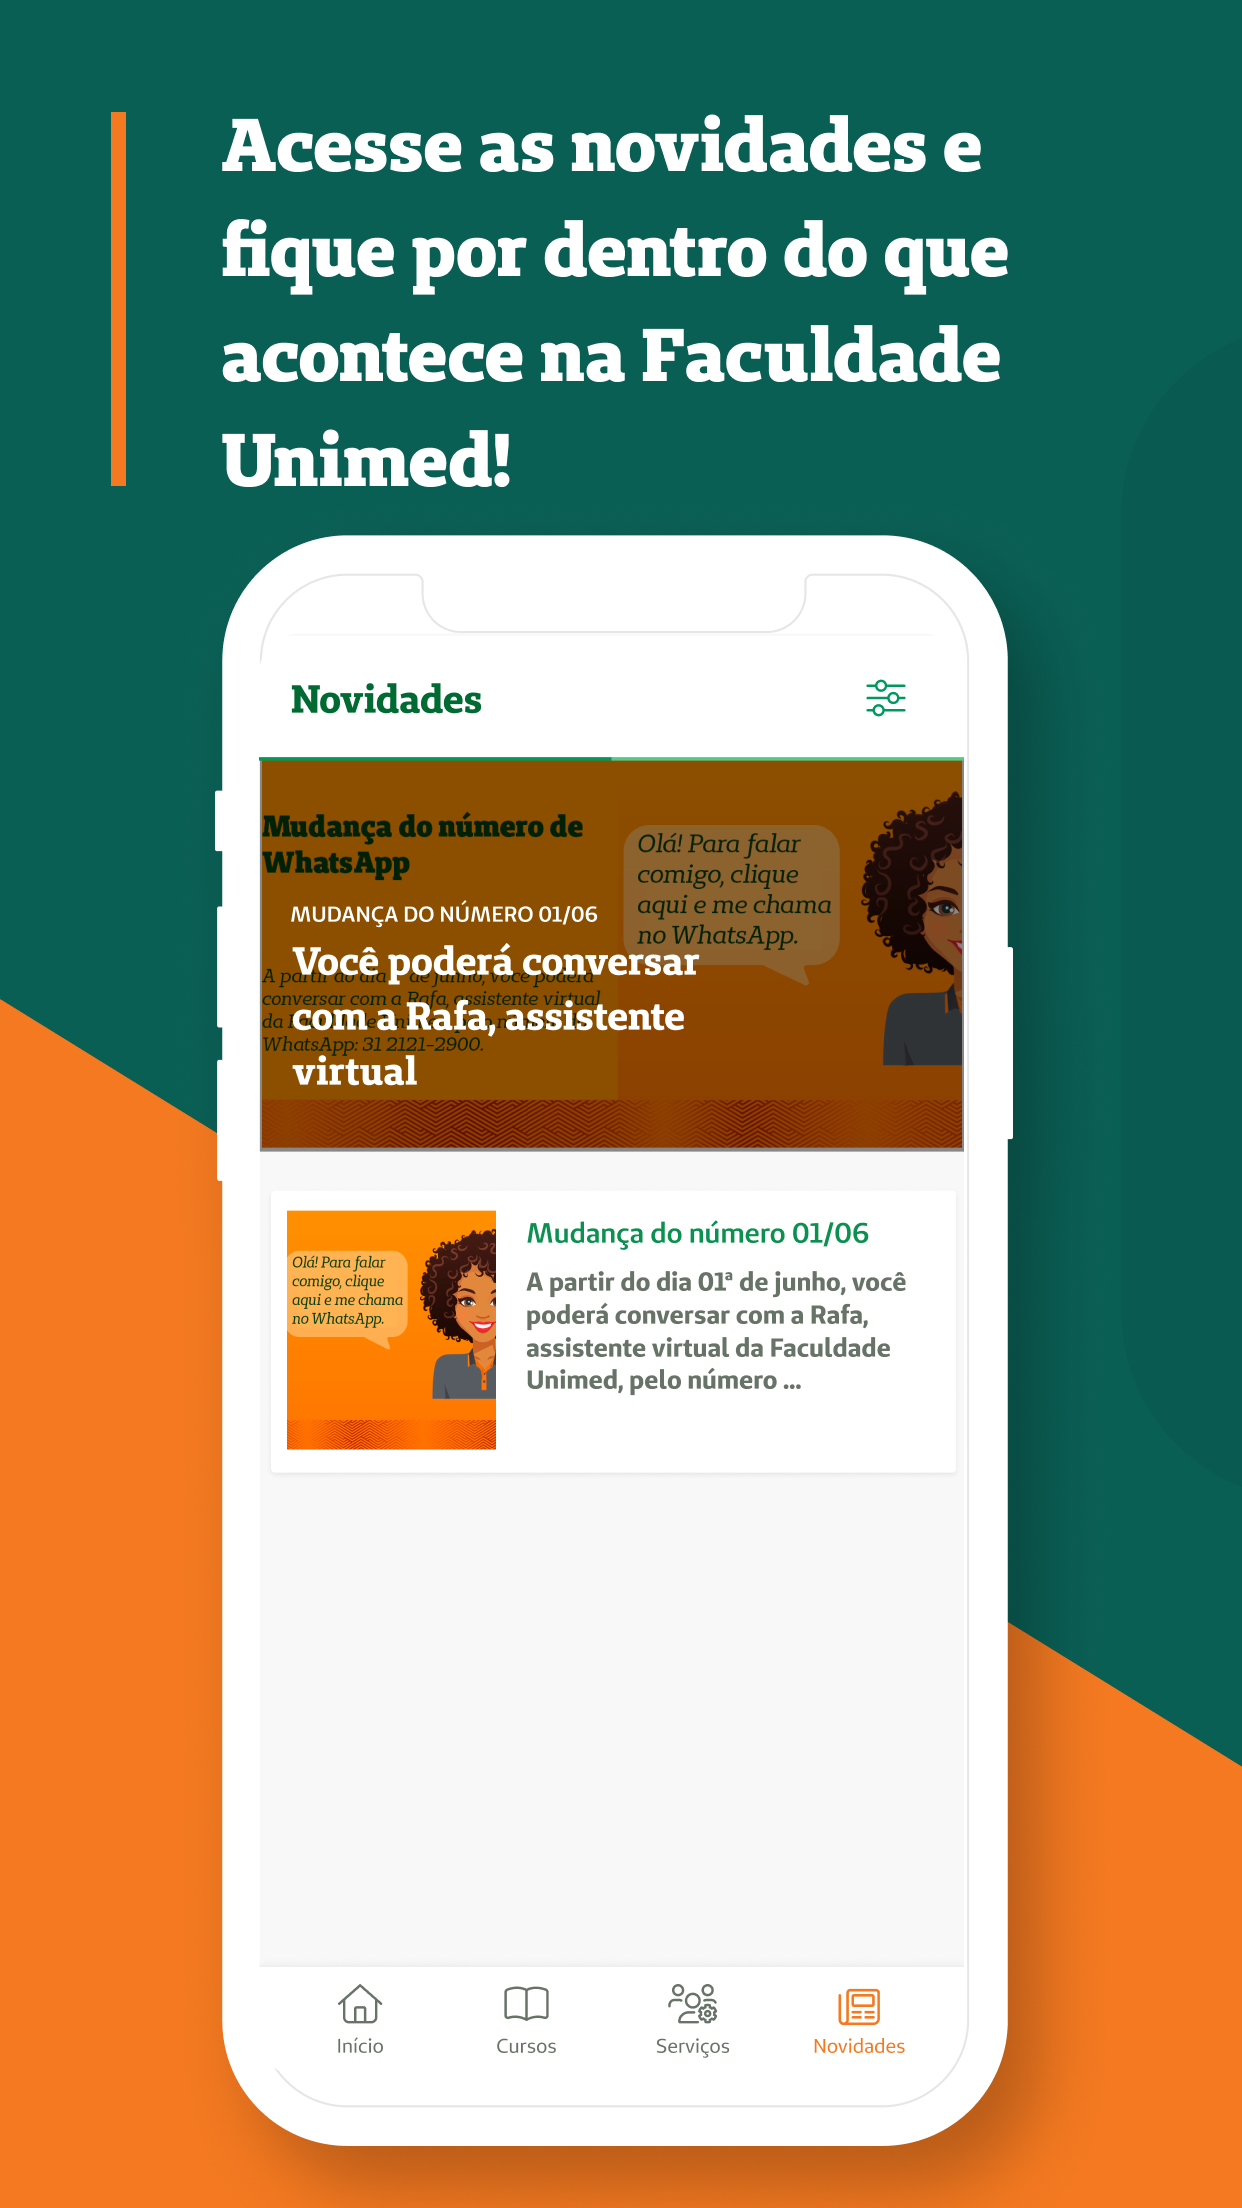 Acesse as novidades e
fique por dentro do que
acontece na Faculdade
Unimed!
Novidades
Mudança do número de
WhatsApp
MUDANÇA DO NÚMERO 01/06
Você poderá conversar
com a Rafa, assistente
virtual
A partir do dia de junho, você poderá
conversar com a Rafa, assistente virtual
da
WhatsApp: 31 2121-2900.
Olá! Para falar
comigo, clique
aqui e me chama
no WhatsApp.
Olá! Para falar
comigo, clique
aqui e me chama
no WhatsApp.
Mudança do número 01/06
A partir do dia 01ª de junho, você
poderá conversar com a Rafa,
assistente virtual da Faculdade
Unimed, pelo número ...
Início
Cursos
Serviços
Novidades